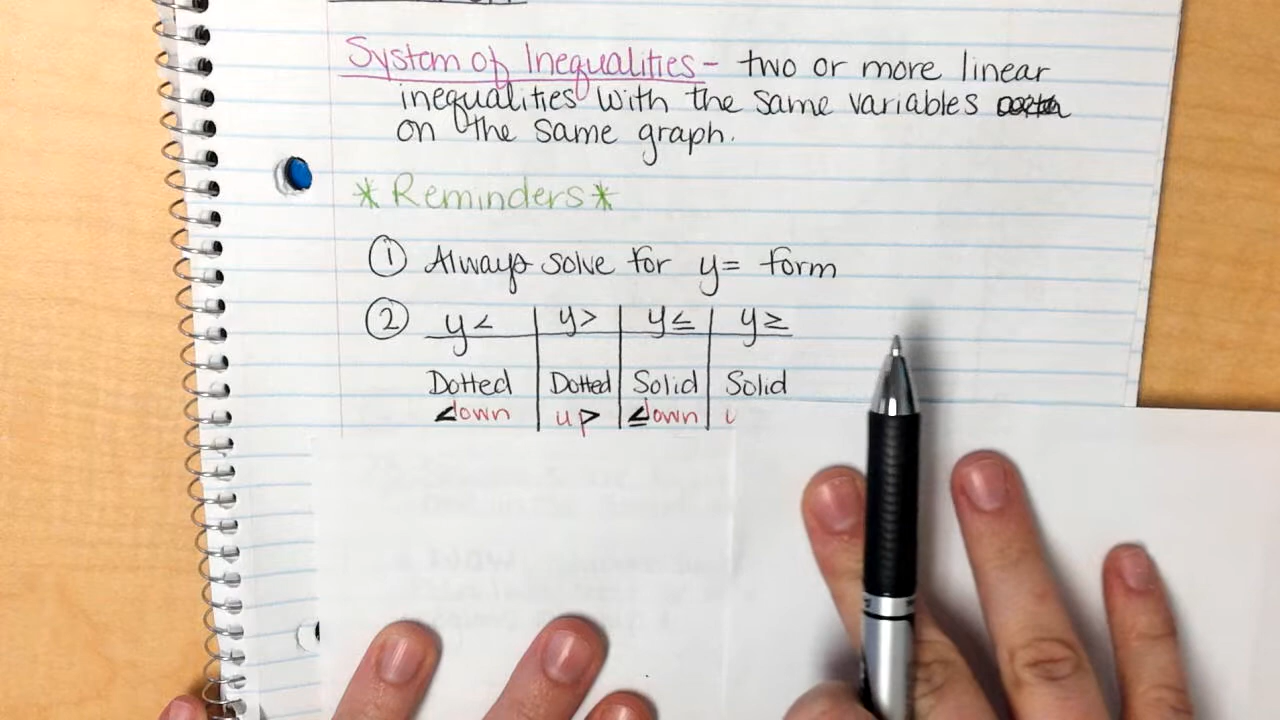 System of Inequalities - two or more linear
inequalities with the same variables
on the same graph.
*Reminders*
① Always solve for y= form
② y< y> y≤ y≥
Dotted Dotted Solid Solid
<down up> ≤down